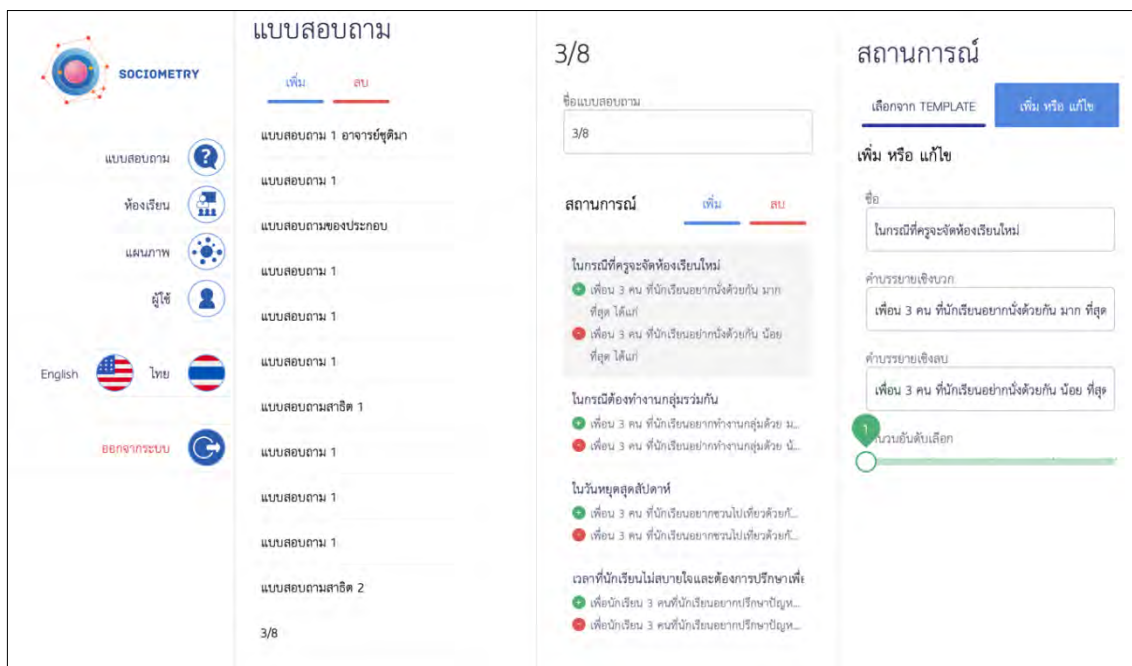 SOCIOMETRY
แบบสอบถาม
ห้องเรียน
แผนภาพ
ผู้ใช้
English
ไทย
ออกจากระบบ
แบบสอบถาม
เพิ่ม ลบ
แบบสอบถาม 1 อาจารย์ชุติมา
แบบสอบถาม 1
แบบสอบถามของประกอบ
แบบสอบถาม 1
แบบสอบถาม 1
แบบสอบถาม 1
แบบสอบถามสาธิต 1
แบบสอบถาม 1
แบบสอบถาม 1
แบบสอบถาม 1
แบบสอบถามสาธิต 2
3/8
3/8
ชื่อแบบสอบถาม
3/8
สถานการณ์ เพิ่ม ลบ
ในกรณีที่ครูจะจัดห้องเรียนใหม่
เพื่อน 3 คน ที่นักเรียนอยากนั่งด้วยกัน มาก
ที่สุด ได้แก่
เพื่อน 3 คน ที่นักเรียนอย่ากนั่งด้วยกัน น้อย
ที่สุด ได้แก่
ในกรณีต้องทำงานกลุ่มร่วมกัน
เพื่อน 3 คน ที่นักเรียนอยากทำงานกลุ่มด้วย ม...
เพื่อน 3 คน ที่นักเรียนอย่ากทำงานกลุ่มด้วย น้...
ในวันหยุดสุดสัปดาห์
เพื่อน 3 คน ที่นักเรียนอยากชวนไปเที่ยวด้วยกั...
เพื่อน 3 คน ที่นักเรียนอยากชวนไปเที่ยวด้วยกั...
เวลาที่นักเรียนไม่สบายใจและต้องการปรึกษาเพื่
เพื่อนักเรียน 3 คนที่นักเรียนอยากปรึกษาปัญห...
เพื่อนักเรียน 3 คนที่นักเรียนอยากปรึกษาปัญห...
สถานการณ์
เลือกจาก TEMPLATE เพิ่ม หรือ แก้ไข
เพิ่ม หรือ แก้ไข
ชื่อ
ในกรณีที่ครูจะจัดห้องเรียนใหม่
คำบรรยายเชิงบวก
เพื่อน 3 คน ที่นักเรียนอยากนั่งด้วยกัน มาก ที่สุด
คำบรรยายเชิงลบ
เพื่อน 3 คน ที่นักเรียนอย่ากนั่งด้วยกัน น้อย ที่สุ
1
นวนอันดับเลือก